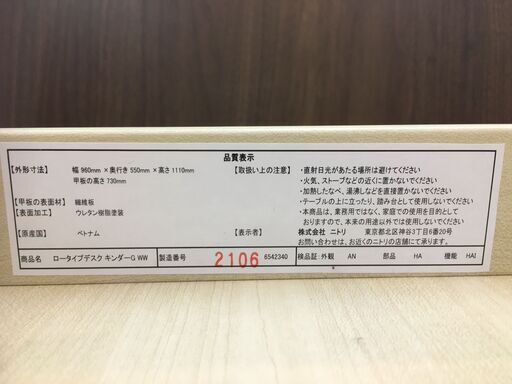 品質表示
【外形寸法】 幅 960mm×奥行き 550mm×高さ 1110mm
甲板の高さ 730mm
【甲板の表面材】 繊維板
【表面加工】 ウレタン樹脂塗装
【原産国】 ベトナム
【取扱い上の注意】 ・直射日光があたる場所は避けてください
・火気、ストーブなどの近くに置かないでください
・加熱したなべ、湯沸しなどを直接置かないでください
・テーブルの上に立ったり、踏み台として使用しないでください
・本商品は、業務用ではなく、家庭での使用を目的として
おりますので、本来の用途以外では使用しないでください
【表示者】 株式会社 ニトリ 東京都北区神谷3丁目6番20号
お問い合わせは、お近くのニトリの店舗にて承ります。
商品名 ロータイプデスク キンダーG WW 製造番号 2106 6542340 検品証:外観 AN 部品 HA 機能 HAI